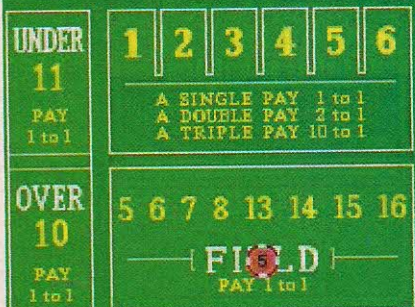 UNDER
11
PAY
1 to 1
1 2 3 4 5 6
A SINGLE PAY 1 to 1
A DOUBLE PAY 2 to 1
A TRIPLE PAY 10 to 1
OVER
10
PAY
1 to 1
5 6 7 8 13 14 15 16
FIELD
5
PAY 1 to 1